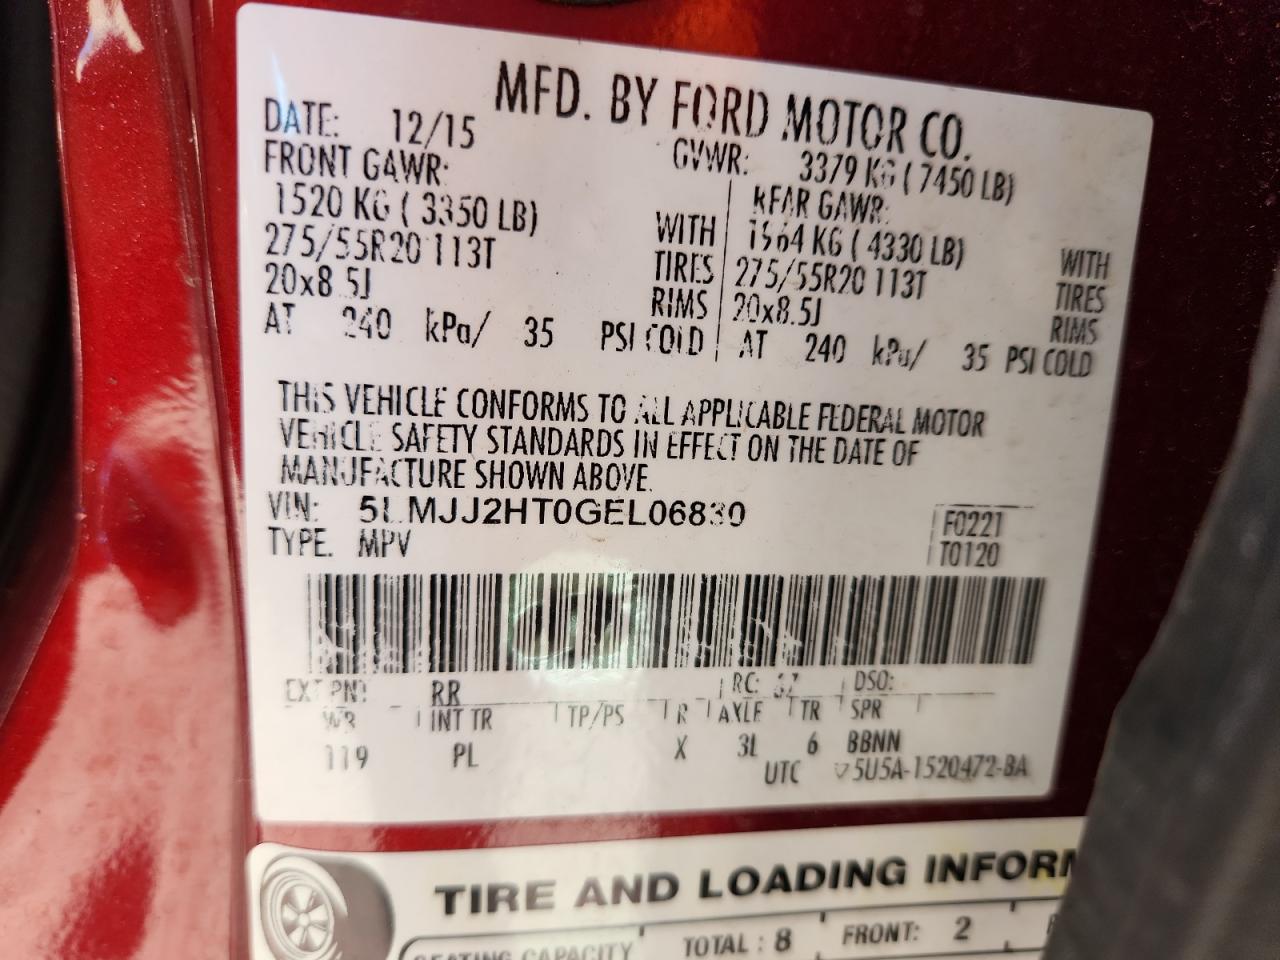 MFD. BY FORD MOTOR CO.
DATE: 12/15 GVWR: 3379 KG ( 7450 LB)
FRONT GAWR: REAR GAWR:
1520 KG ( 3350 LB) WITH 1964 KG ( 4330 LB) WITH
275/55R20 113T TIRES 275/55R20 113T TIRES
20x8.5J RIMS 20x8.5J RIMS
AT 240 kPa/ 35 PSI COLD AT 240 kPa/ 35 PSI COLD
THIS VEHICLE CONFORMS TO ALL APPLICABLE FEDERAL MOTOR
VEHICLE SAFETY STANDARDS IN EFFECT ON THE DATE OF
MANUFACTURE SHOWN ABOVE.
VIN: 5LMJJ2HT0GEL06830 F0221
TYPE: MPV T0120
EXT PNT RR RC: DSO:
WB INT TR TP/PS R AXLE TR SPR
119 PL X 3L 6 BBNN
UTC ▽5U5A-1520472-BA
TIRE AND LOADING
SEATING CAPACITY TOTAL : 8 FRONT: 2